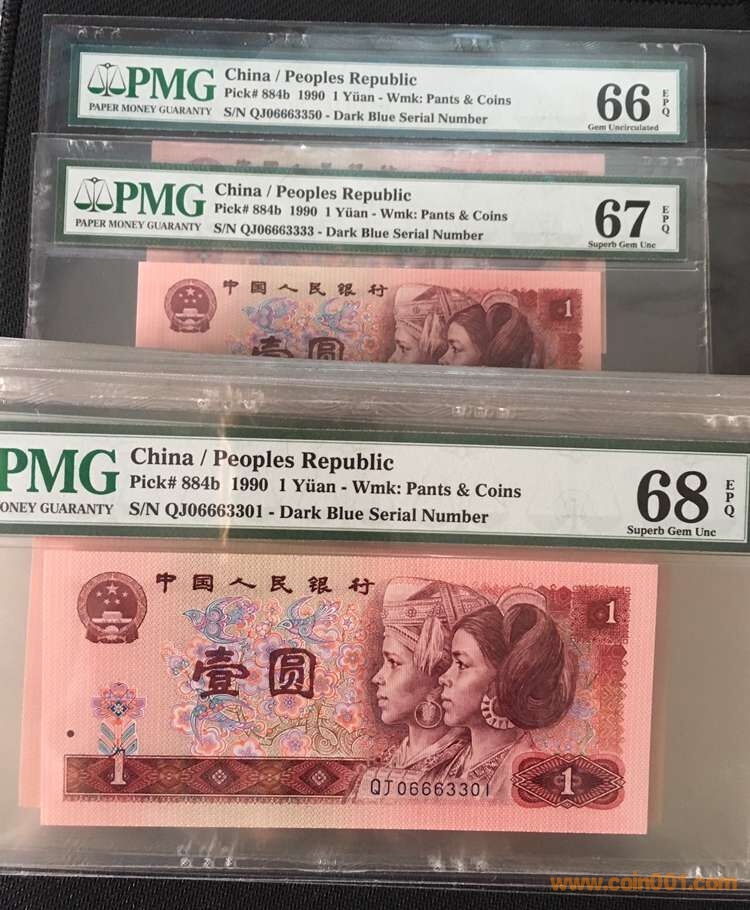 PMG
PAPER MONEY GUARANTY
China / Peoples Republic
Pick# 884b 1990 1 Yüan - Wmk: Pants & Coins
S/N QJ06663350 - Dark Blue Serial Number
66
EPQ
Gem Uncirculated
PMG
PAPER MONEY GUARANTY
China / Peoples Republic
Pick# 884b 1990 1 Yüan - Wmk: Pants & Coins
S/N QJ06663333 - Dark Blue Serial Number
67
EPQ
Superb Gem Unc
中国人民银行
1
壹圆
PMG
ONEY GUARANTY
China / Peoples Republic
Pick# 884b 1990 1 Yüan - Wmk: Pants & Coins
S/N QJ06663301 - Dark Blue Serial Number
68
EPQ
Superb Gem Unc
中国人民银行
1
壹圆
1
QJ06663301
1
www.coin001.com